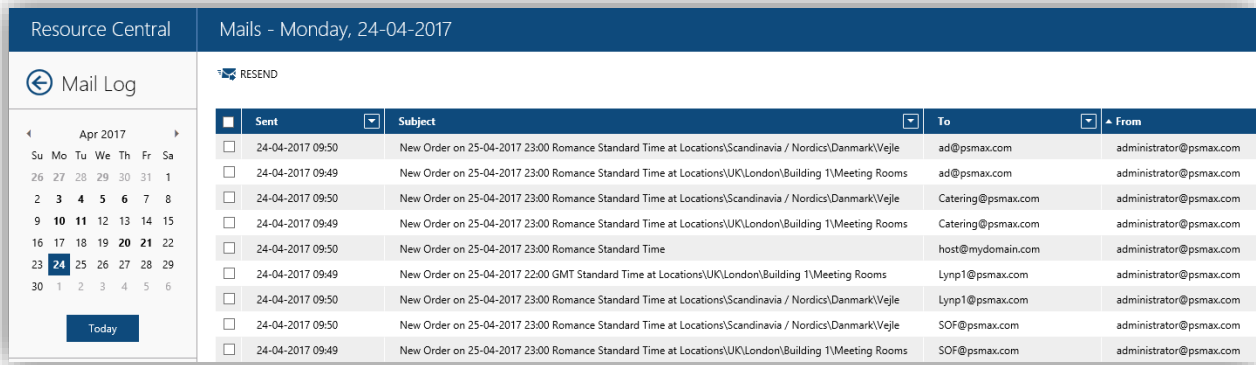 Resource Central
Mails - Monday, 24-04-2017
Mail Log
RESEND
Apr 2017
Su Mo Tu We Th Fr Sa
26 27 28 29 30 31 1
2 3 4 5 6 7 8
9 10 11 12 13 14 15
16 17 18 19 20 21 22
23 24 25 26 27 28 29
30 1 2 3 4 5 6
Today
Sent Subject To From
24-04-2017 09:50 New Order on 25-04-2017 23:00 Romance Standard Time at Locations\Scandinavia / Nordics\Danmark\Vejle ad@psmax.com administrator@psmax.com
24-04-2017 09:49 New Order on 25-04-2017 23:00 Romance Standard Time at Locations\UK\London\Building 1\Meeting Rooms ad@psmax.com administrator@psmax.com
24-04-2017 09:50 New Order on 25-04-2017 23:00 Romance Standard Time at Locations\Scandinavia / Nordics\Danmark\Vejle Catering@psmax.com administrator@psmax.com
24-04-2017 09:49 New Order on 25-04-2017 23:00 Romance Standard Time at Locations\UK\London\Building 1\Meeting Rooms Catering@psmax.com administrator@psmax.com
24-04-2017 09:50 New Order on 25-04-2017 23:00 Romance Standard Time host@mydomain.com administrator@psmax.com
24-04-2017 09:49 New Order on 25-04-2017 22:00 GMT Standard Time at Locations\UK\London\Building 1\Meeting Rooms Lynp1@psmax.com administrator@psmax.com
24-04-2017 09:50 New Order on 25-04-2017 23:00 Romance Standard Time at Locations\Scandinavia / Nordics\Danmark\Vejle Lynp1@psmax.com administrator@psmax.com
24-04-2017 09:50 New Order on 25-04-2017 23:00 Romance Standard Time at Locations\Scandinavia / Nordics\Danmark\Vejle SOF@psmax.com administrator@psmax.com
24-04-2017 09:49 New Order on 25-04-2017 23:00 Romance Standard Time at Locations\UK\London\Building 1\Meeting Rooms SOF@psmax.com administrator@psmax.com